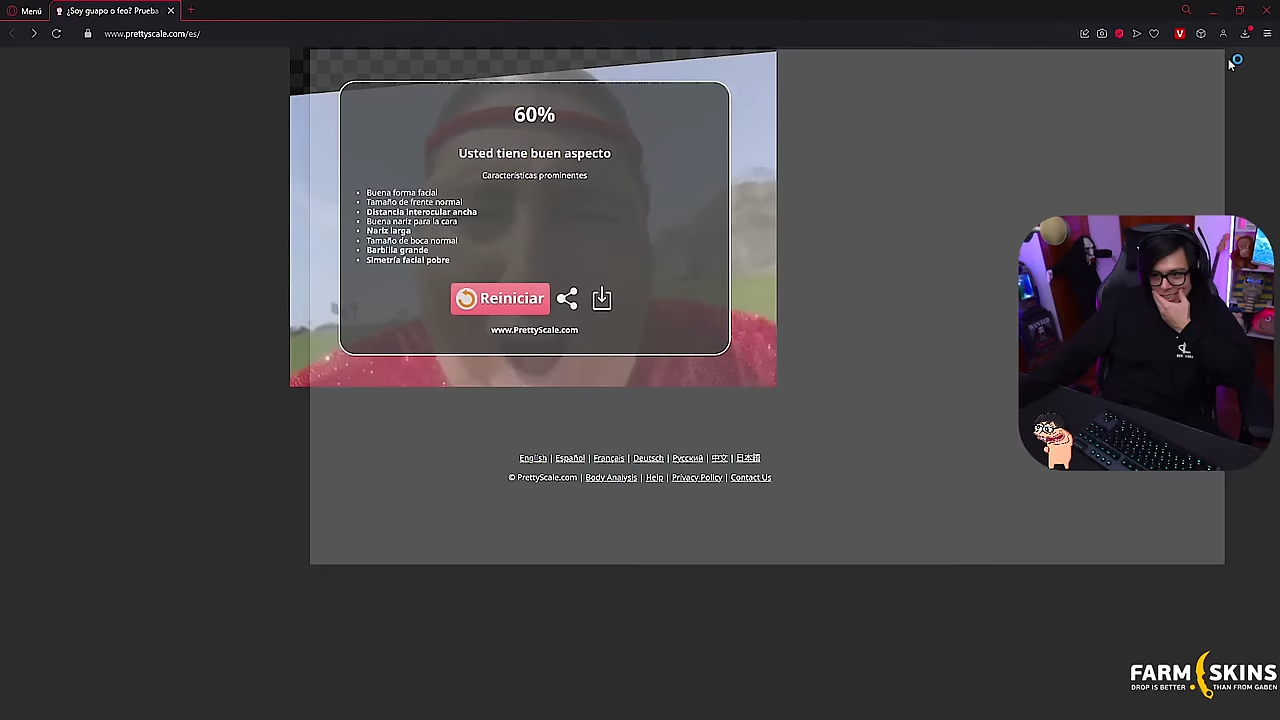 Menú
¿Soy guapo o feo? Prueba
www.prettyscale.com/es/
60%
Usted tiene buen aspecto
Características prominentes
Buena forma facial
Tamaño de frente normal
Distancia interocular ancha
Buena nariz para la cara
Nariz larga
Tamaño de boca normal
Barbilla grande
Simetría facial pobre
Reiniciar
www.PrettyScale.com
English | Español | Français | Deutsch | Русский | 中文 | 日本語
© PrettyScale.com | Body Analysis | Help | Privacy Policy | Contact Us
WANTED
FARM SKINS
DROP IS BETTER THAN FROM GABEN